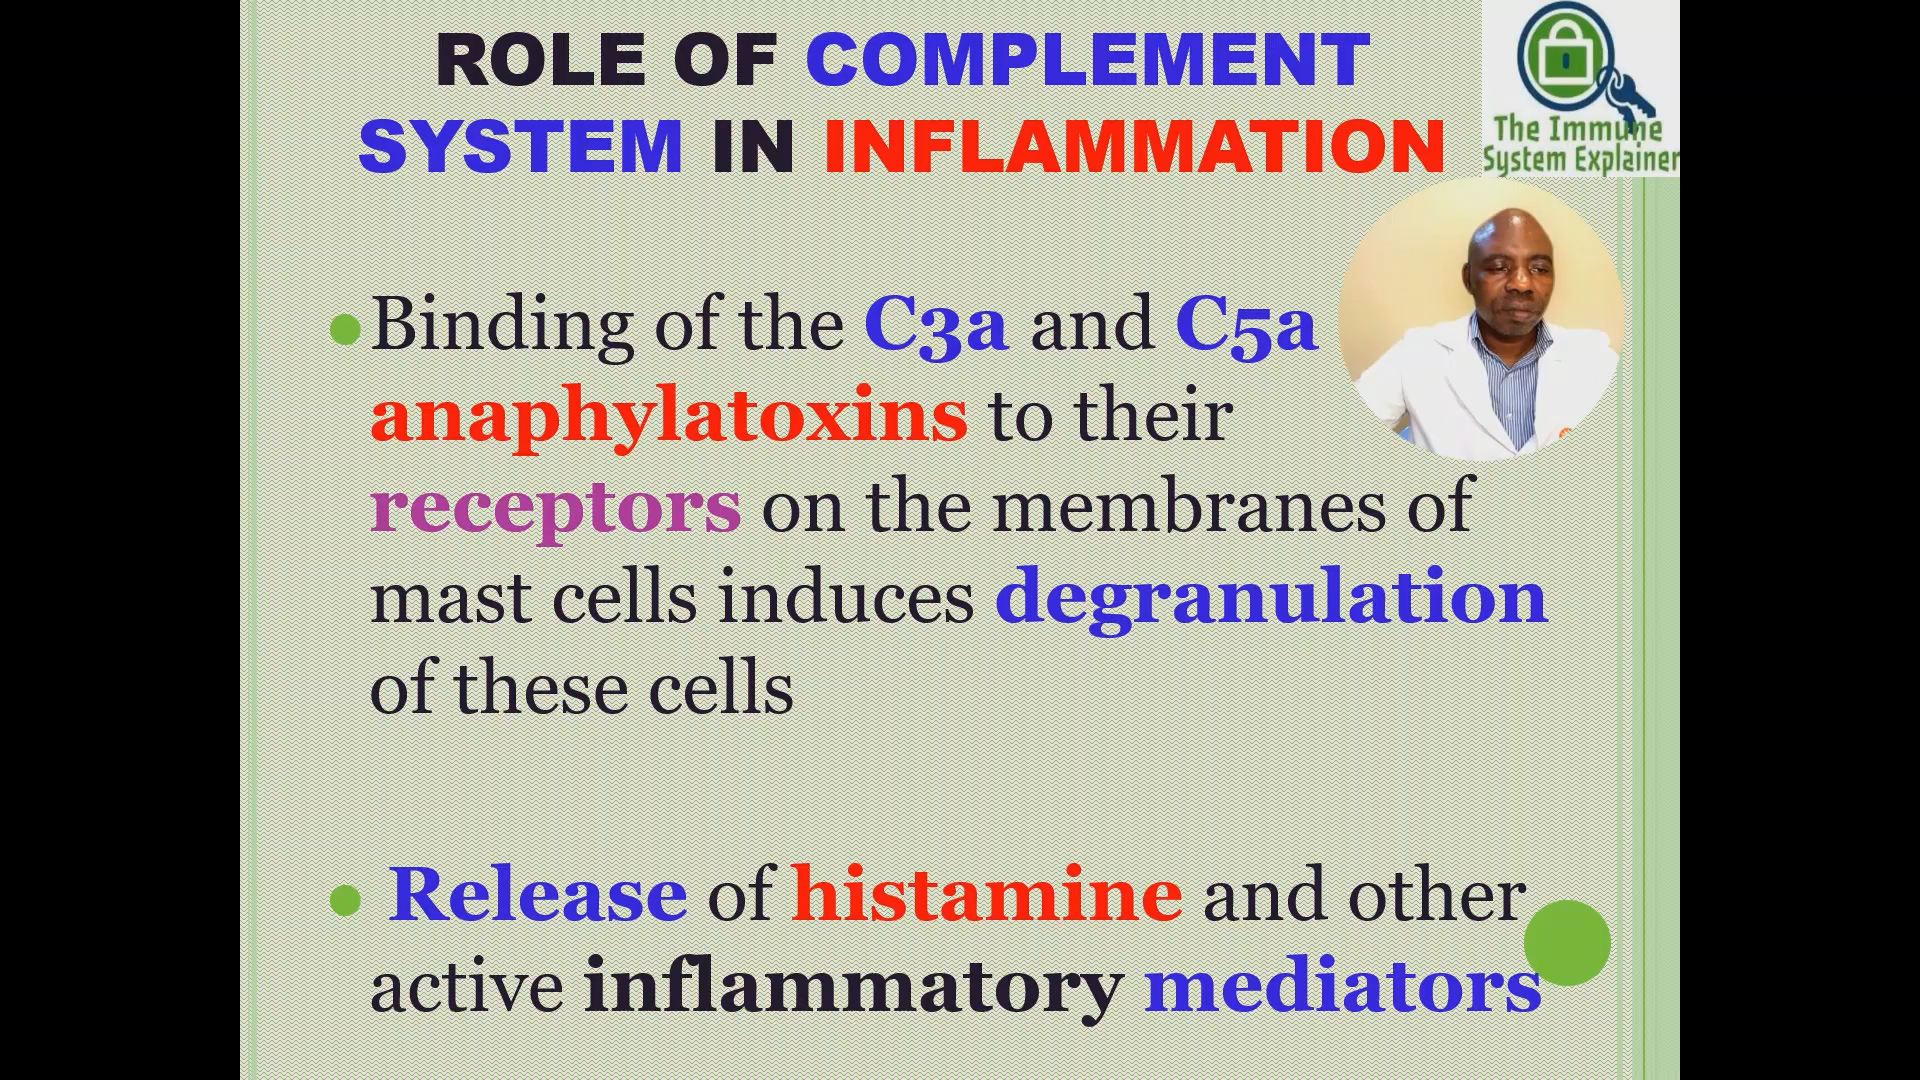 ROLE OF COMPLEMENT
SYSTEM IN INFLAMMATION
The Immune
System Explainer
Binding of the C3a and C5a
anaphylatoxins to their
receptors on the membranes of
mast cells induces degranulation
of these cells
Release of histamine and other
active inflammatory mediators